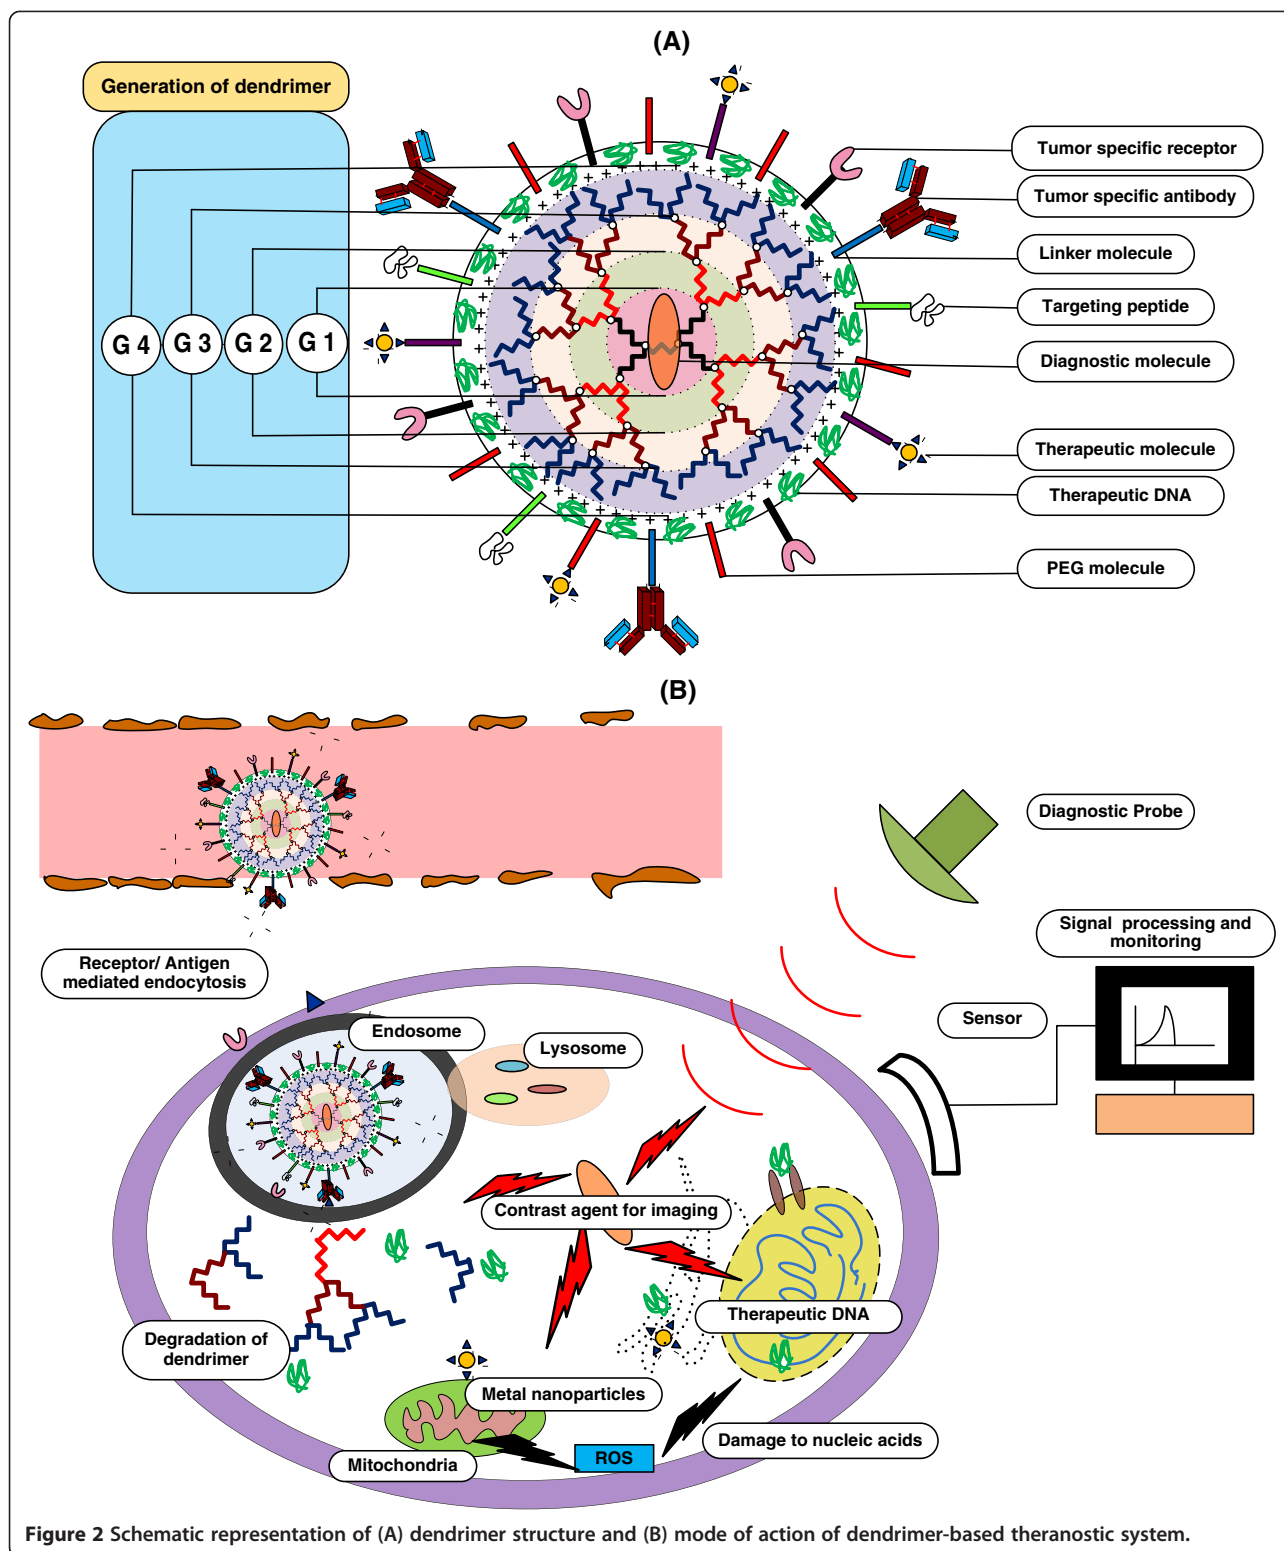 (A)
Generation of dendrimer
Tumor specific receptor
Tumor specific antibody
Linker molecule
Targeting peptide
G 4
G 3
G 2
G 1
Diagnostic molecule
Therapeutic molecule
Therapeutic DNA
PEG molecule
(B)
Diagnostic Probe
Signal processing and
monitoring
Receptor/ Antigen
mediated endocytosis
Sensor
Endosome
Lysosome
Contrast agent for imaging
Therapeutic DNA
Degradation of
dendrimer
Metal nanoparticles
Damage to nucleic acids
Mitochondria
ROS
Figure 2 Schematic representation of (A) dendrimer structure and (B) mode of action of dendrimer-based theranostic system.